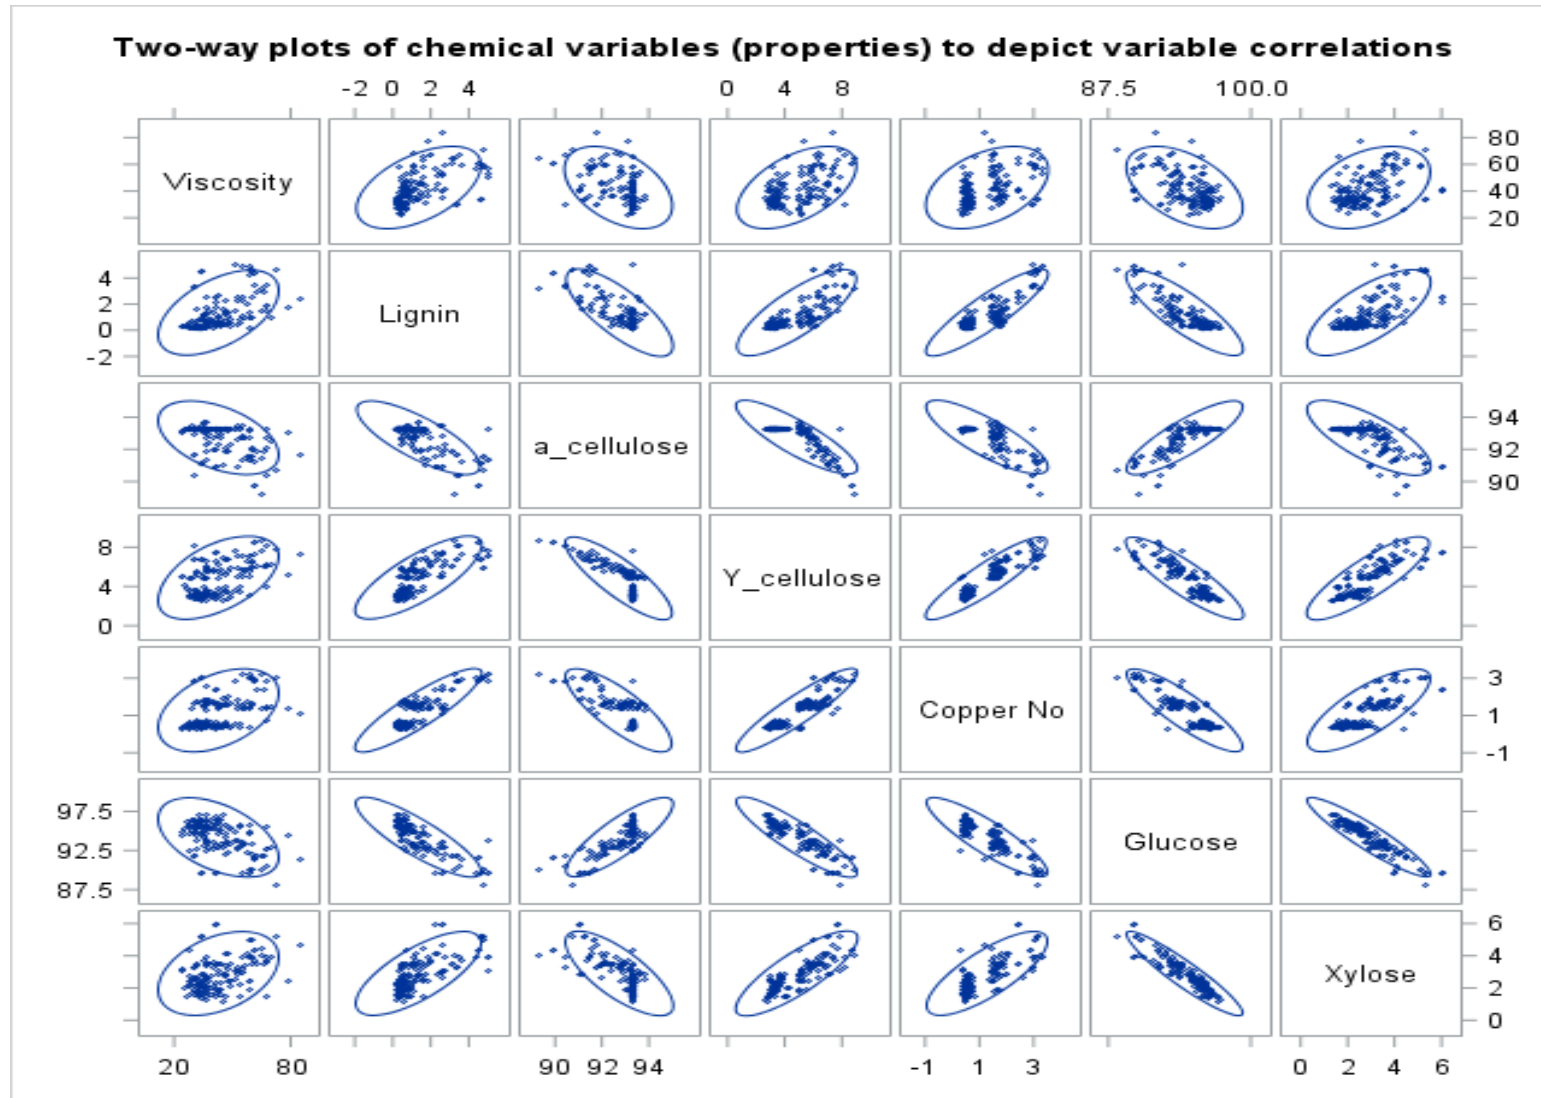 Two-way plots of chemical variables (properties) to depict variable correlations
-2 0 2 4 0 4 8 87.5 100.0
Viscosity 80
60
40
20
4
2
0
-2
Lignin
a_cellulose 94
92
90
8
4
0
Y_cellulose
Copper No 3
1
-1
97.5
92.5
87.5
Glucose
Xylose 6
4
2
0
20 80 90 92 94 -1 1 3 0 2 4 6